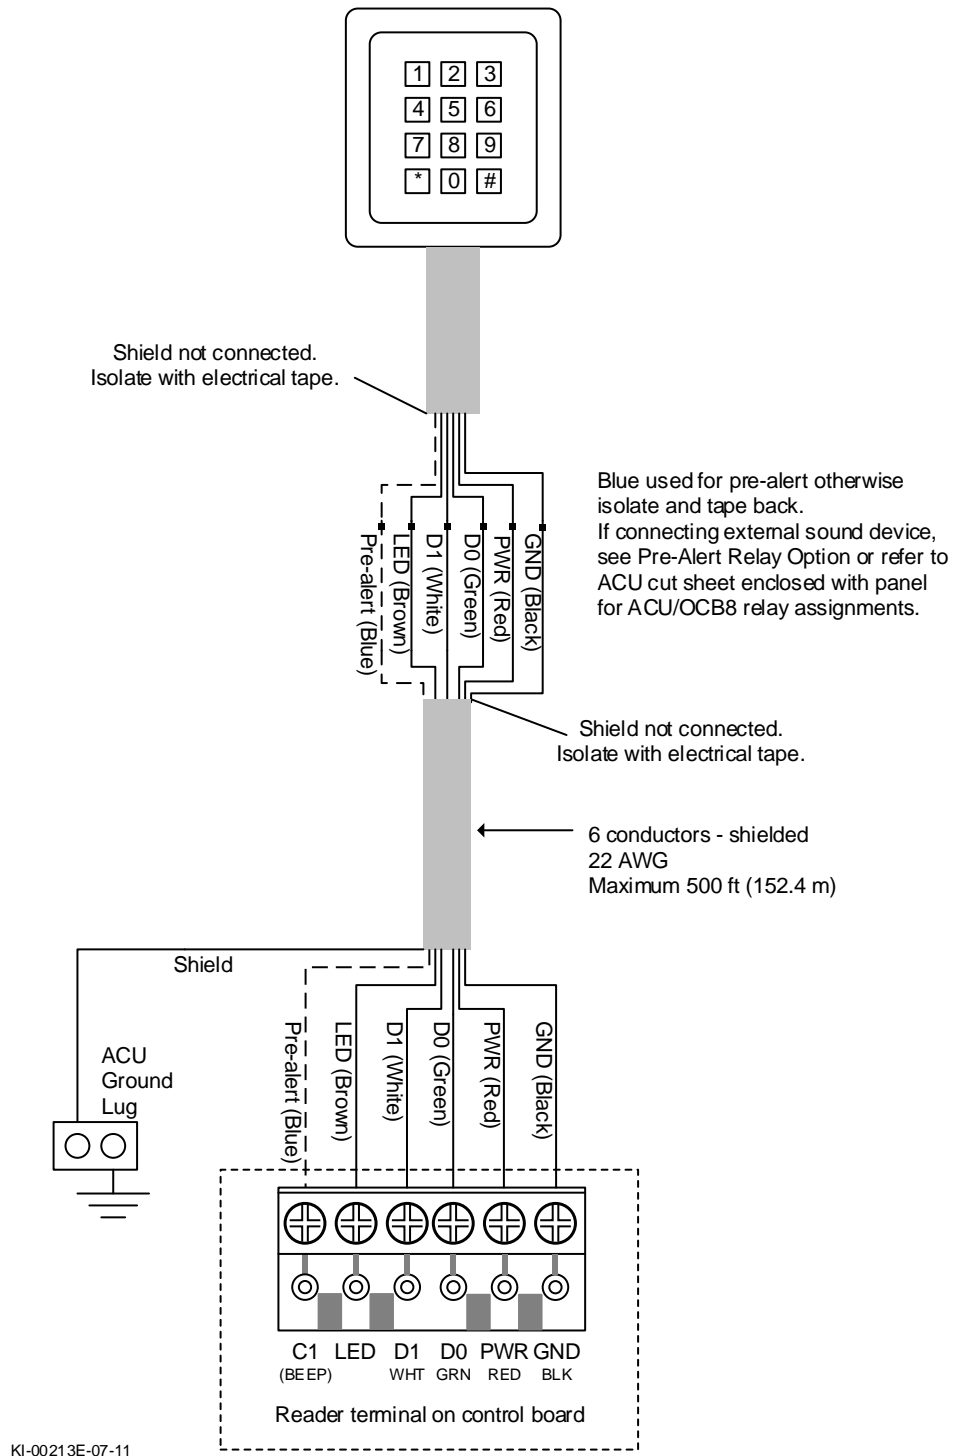 1 2 3
4 5 6
7 8 9
* 0 #
Shield not connected.
Isolate with electrical tape.
Blue used for pre-alert otherwise
isolate and tape back.
If connecting external sound device,
see Pre-Alert Relay Option or refer to
ACU cut sheet enclosed with panel
for ACU/OCB8 relay assignments.
Pre-alert (Blue)
LED (Brown)
D1 (White)
D0 (Green)
PWR (Red)
GND (Black)
Shield not connected.
Isolate with electrical tape.
6 conductors - shielded
22 AWG
Maximum 500 ft (152.4 m)
Shield
ACU
Ground
Lug
Pre-alert (Blue)
LED (Brown)
D1 (White)
D0 (Green)
PWR (Red)
GND (Black)
C1 LED D1 D0 PWR GND
(BEEP) WHT GRN RED BLK
Reader terminal on control board
KI-00213E-07-11